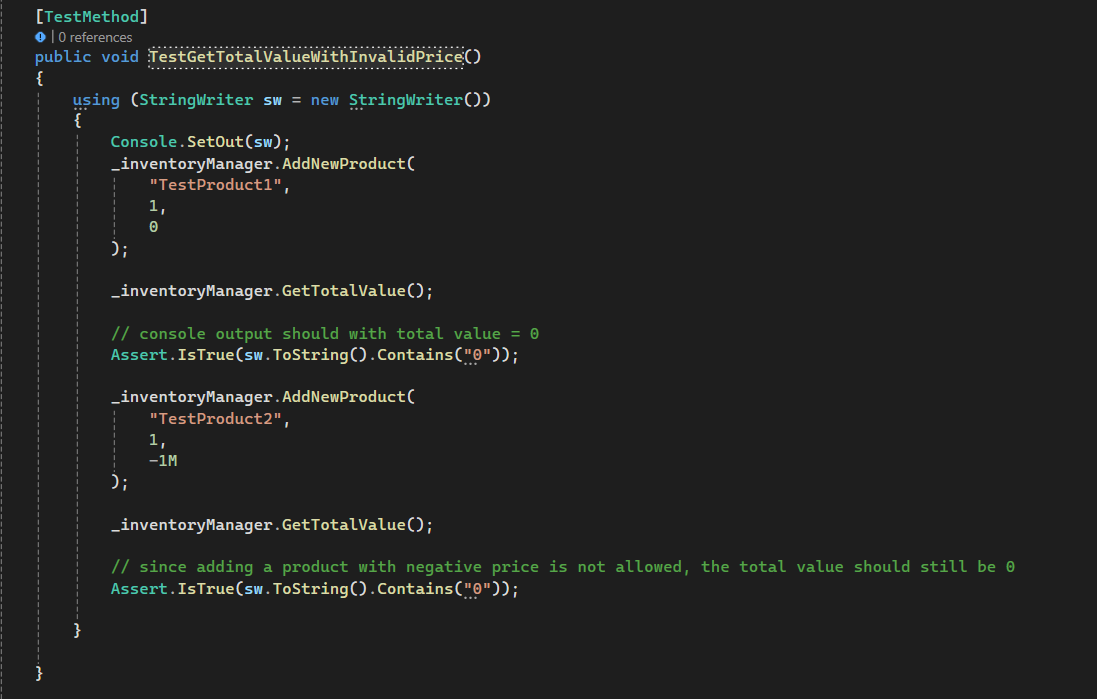 [TestMethod]
| 0 references
public void TestGetTotalValueWithInvalidPrice()
{
using (StringWriter sw = new StringWriter())
{
Console.SetOut(sw);
_inventoryManager.AddNewProduct(
"TestProduct1",
1,
0
);
_inventoryManager.GetTotalValue();
// console output should with total value = 0
Assert.IsTrue(sw.ToString().Contains("0"));
_inventoryManager.AddNewProduct(
"TestProduct2",
1,
-1M
);
_inventoryManager.GetTotalValue();
// since adding a product with negative price is not allowed, the total value should still be 0
Assert.IsTrue(sw.ToString().Contains("0"));
}
}